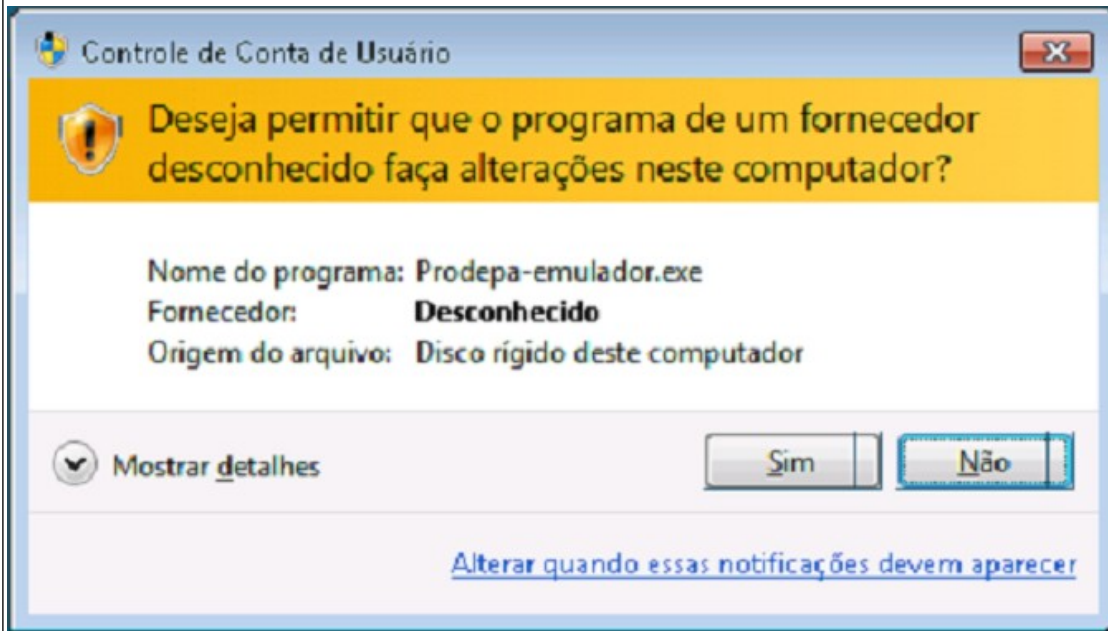 Controle de Conta de Usuário
Deseja permitir que o programa de um fornecedor
desconhecido faça alterações neste computador?
Nome do programa: Prodepa-emulador.exe
Fornecedor: Desconhecido
Origem do arquivo: Disco rígido deste computador
Mostrar detalhes
Sim
Não
Alterar quando essas notificações devem aparecer